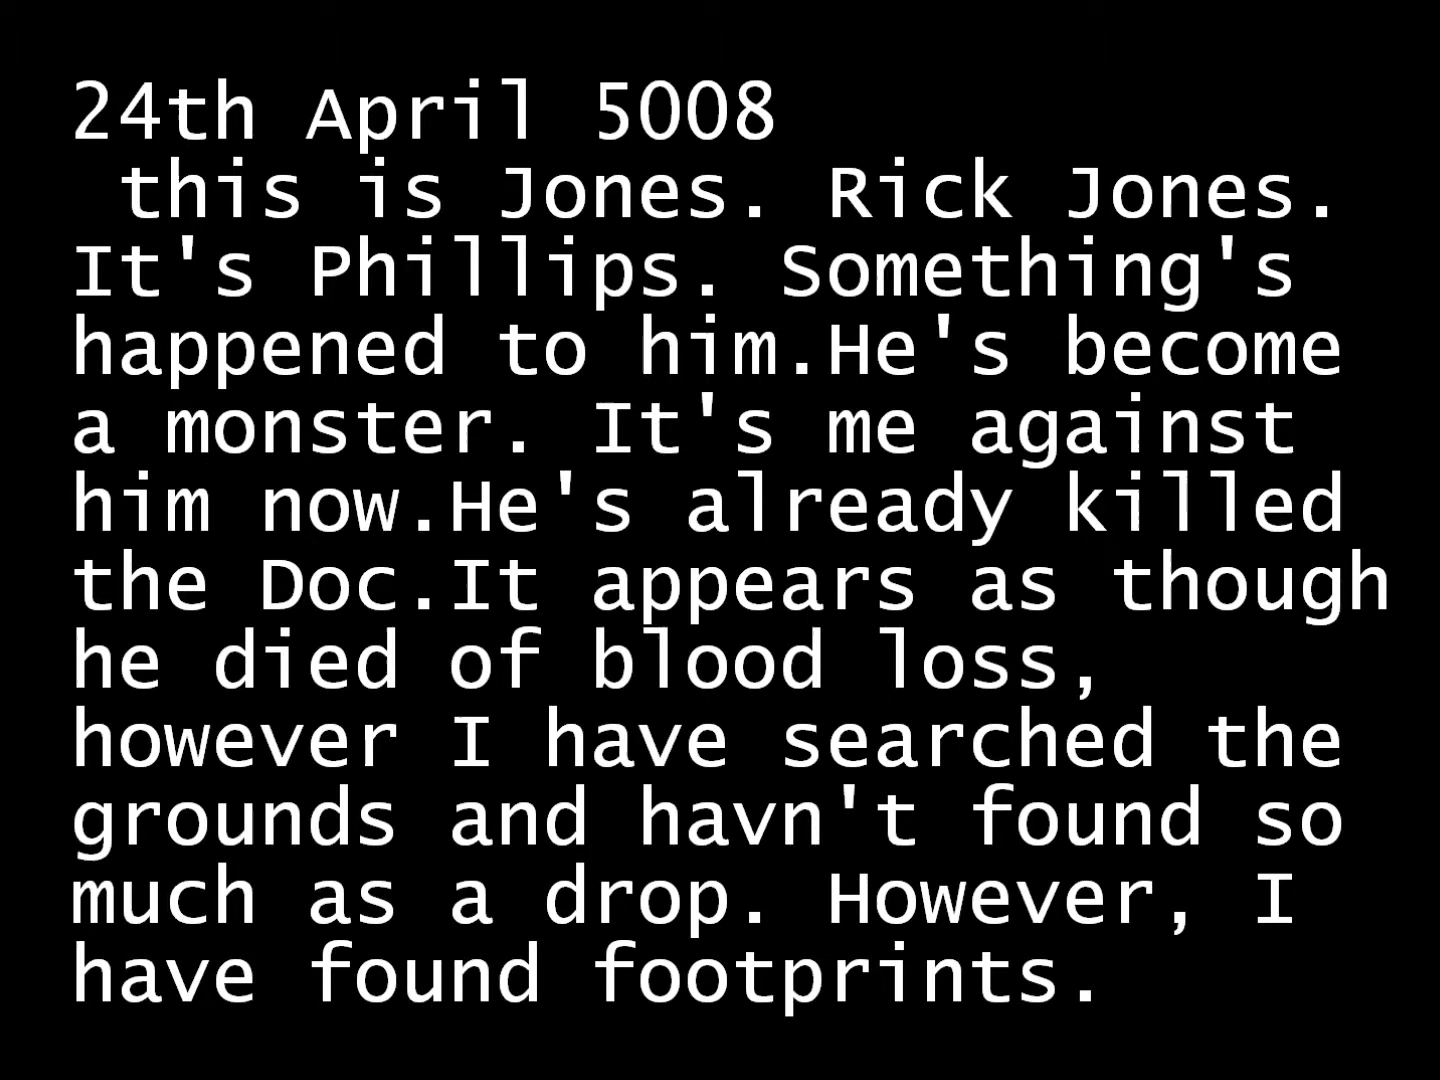 24th April 5008
this is Jones. Rick Jones.
It's Phillips. Something's
happened to him.He's become
a monster. It's me against
him now.He's already killed
the Doc.It appears as though
he died of blood loss,
however I have searched the
grounds and havn't found so
much as a drop. However, I
have found footprints.